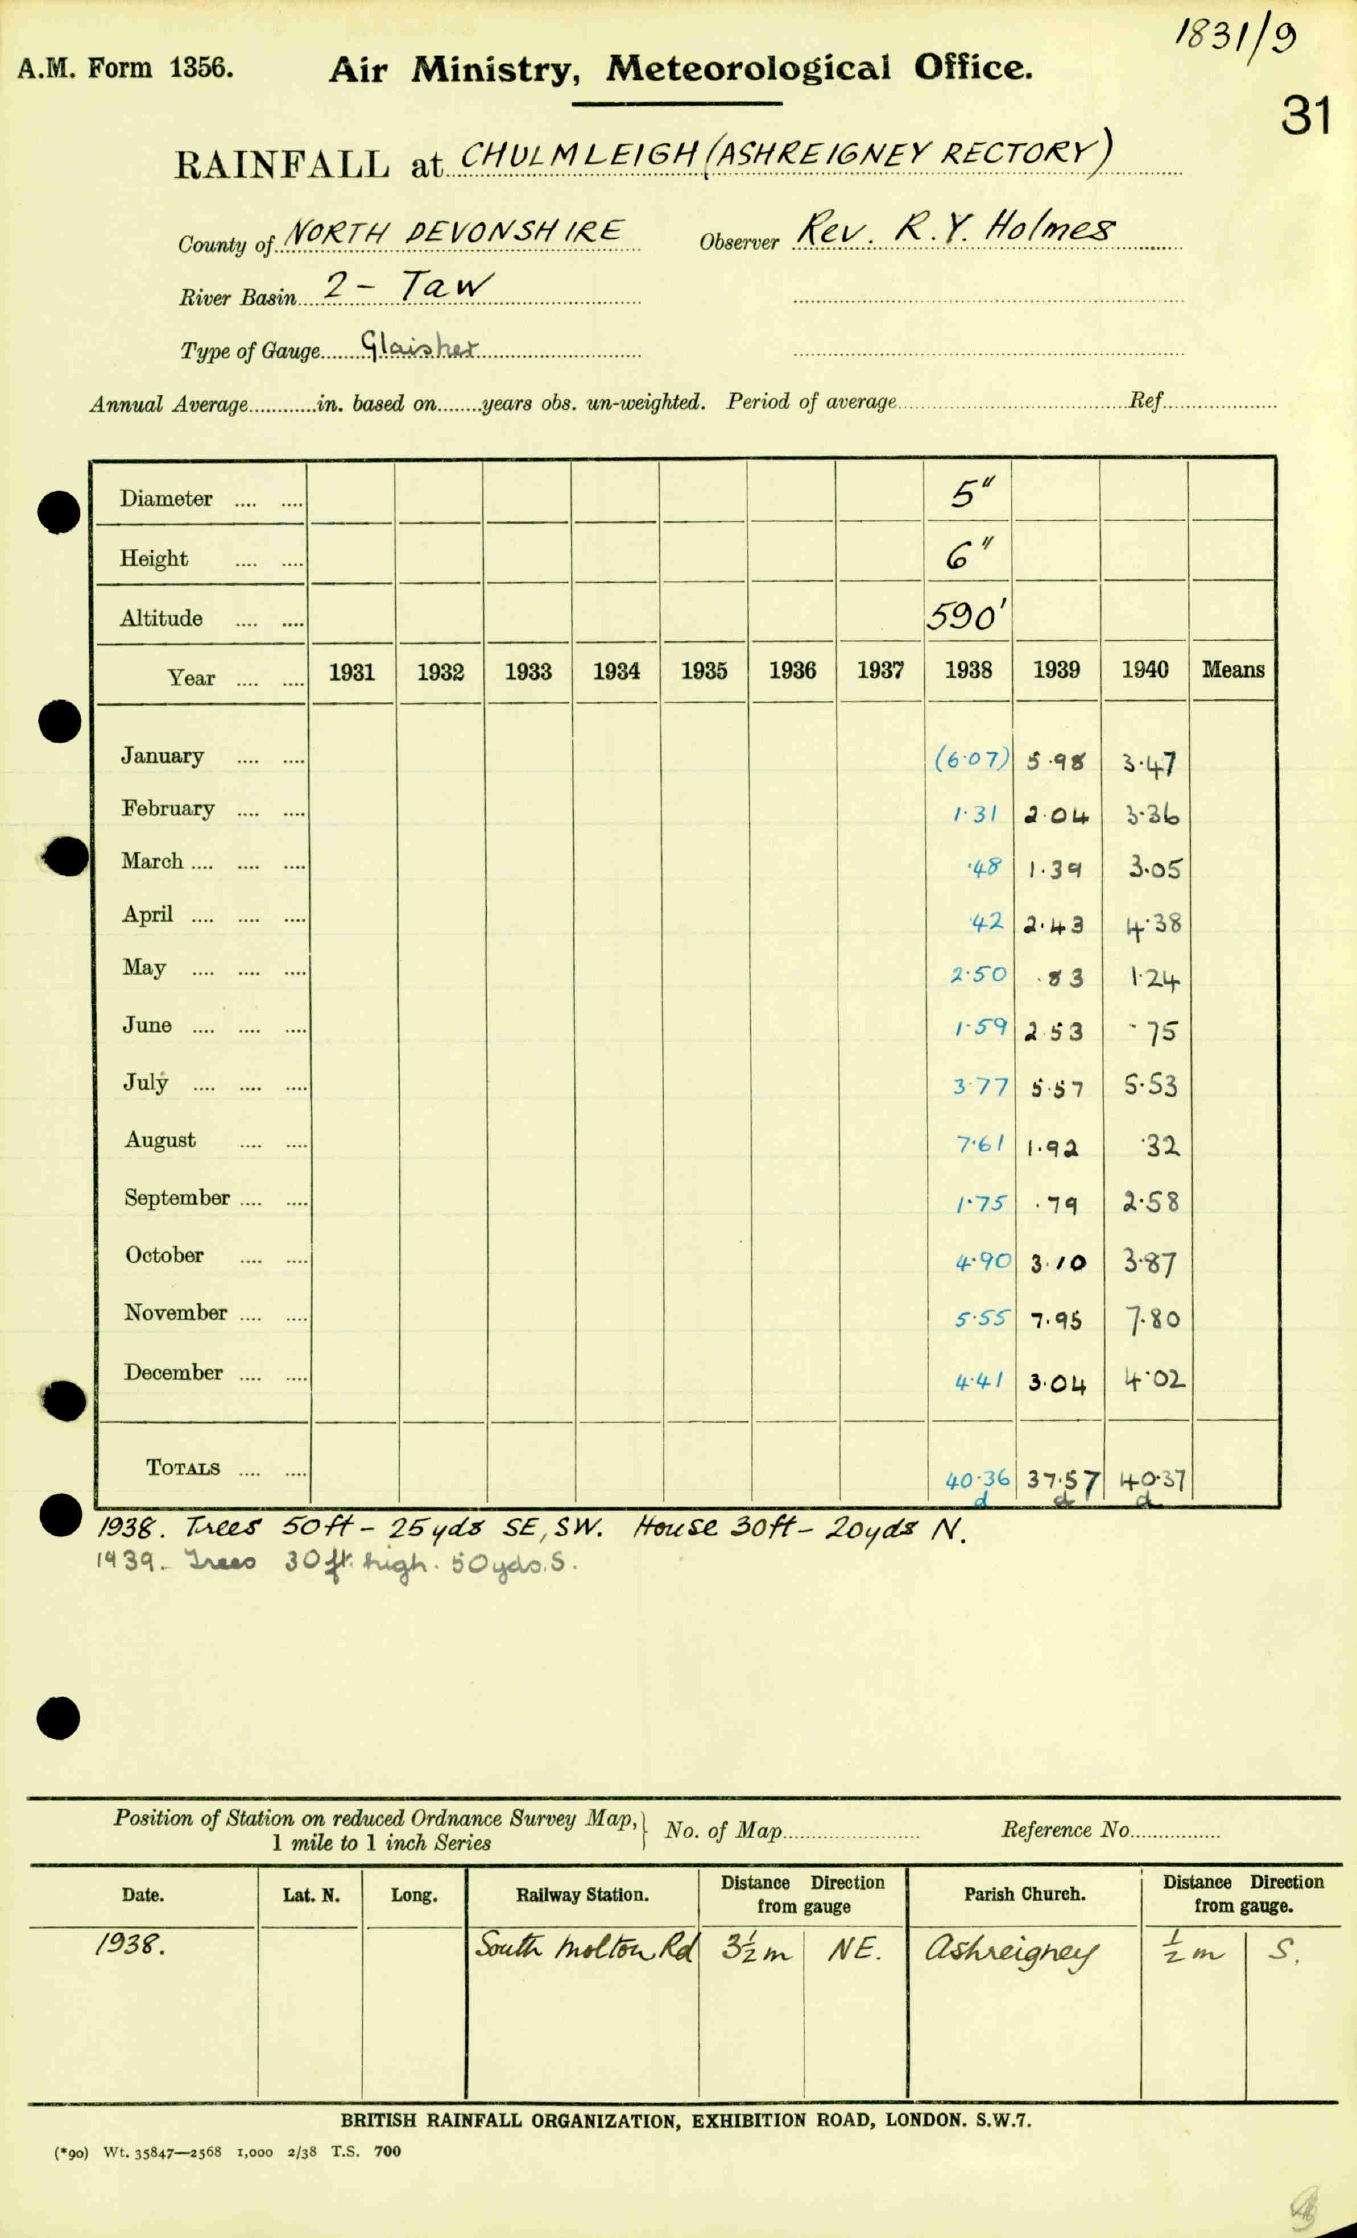 1831/9
A.M. Form 1356. Air Ministry, Meteorological Office.
31
RAINFALL at CHULMLEIGH (ASHREIGNEY RECTORY)
County of NORTH DEVONSHIRE Observer Rev. R. Y. Holmes
River Basin 2 - Taw
Type of Gauge Glaisher
Annual Average............in. based on........years obs. un-weighted. Period of average............Ref............
Diameter .... .... 5"
Height .... .... 6"
Altitude .... .... 590'
Year .... .... 1931 1932 1933 1934 1935 1936 1937 1938 1939 1940 Means
January .... .... (6·07) 5·98 3·47
February .... .... 1·31 2·04 3·36
March .... .... .... ·48 1·39 3·05
April .... .... .... ·42 2·43 4·38
May .... .... .... 2·50 ·83 1·24
June .... .... .... 1·59 2·53 ·75
July .... .... .... 3·77 5·57 5·53
August .... .... 7·61 1·92 ·32
September .... .... 1·75 ·79 2·58
October .... .... 4·90 3·10 3·87
November .... .... 5·55 7·95 7·80
December .... .... 4·41 3·04 4·02
TOTALS .... .... 40·36 37·57 40·37
d d d
1938. Trees 50ft - 25yds SE, SW. House 30ft - 20yds N.
1939. Trees 30ft. high. 50yds. S.
Position of Station on reduced Ordnance Survey Map, 1 mile to 1 inch Series } No. of Map............ Reference No............
Date. Lat. N. Long. Railway Station. Distance Direction from gauge Parish Church. Distance Direction from gauge.
1938. South Molton Rd 3½ m NE. Ashreigney ½ m S.
BRITISH RAINFALL ORGANIZATION, EXHIBITION ROAD, LONDON. S.W.7.
(*90) Wt. 35847—2568 1,000 2/38 T.S. 700